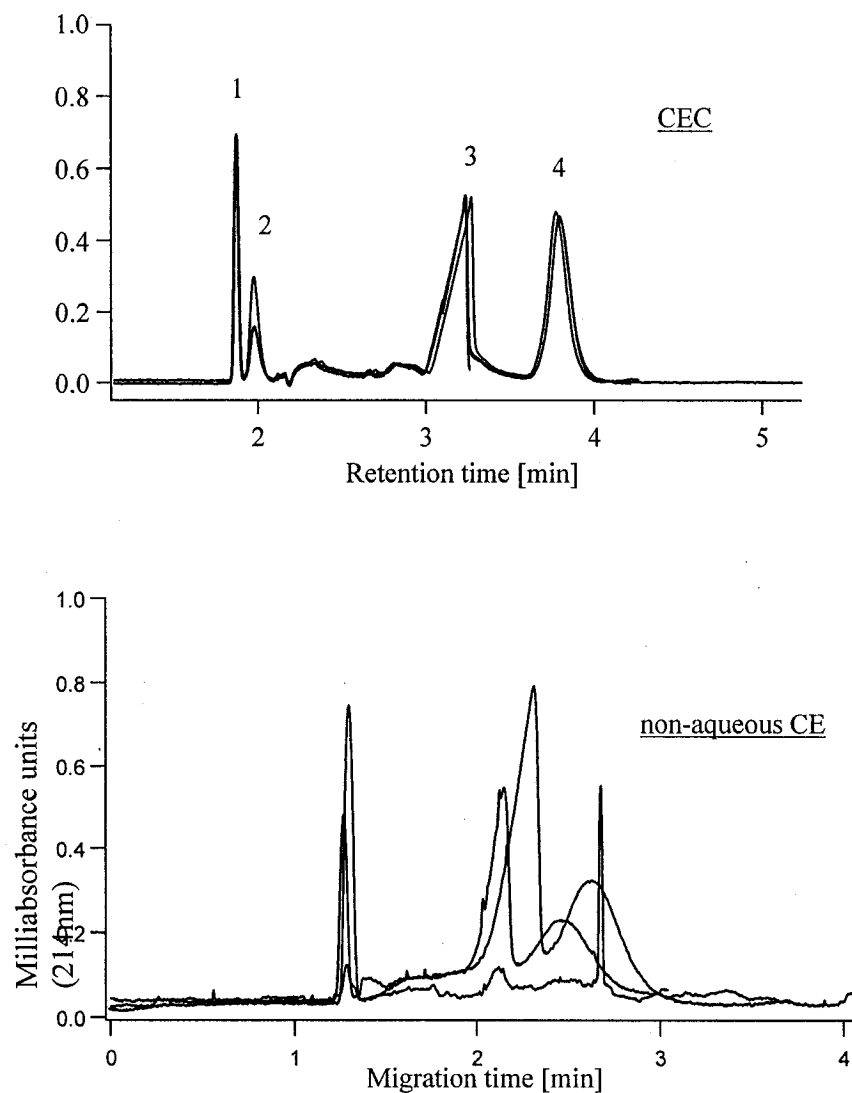 1.0
0.8
0.6
0.4
0.2
0.0
1
2
3
4
CEC
2 3 4 5
Retention time [min]
1.0
0.8
0.6
0.4
0.2
0.0
non-aqueous CE
Milliabsorbance units
(214mm)
0 1 2 3 4
Migration time [min]